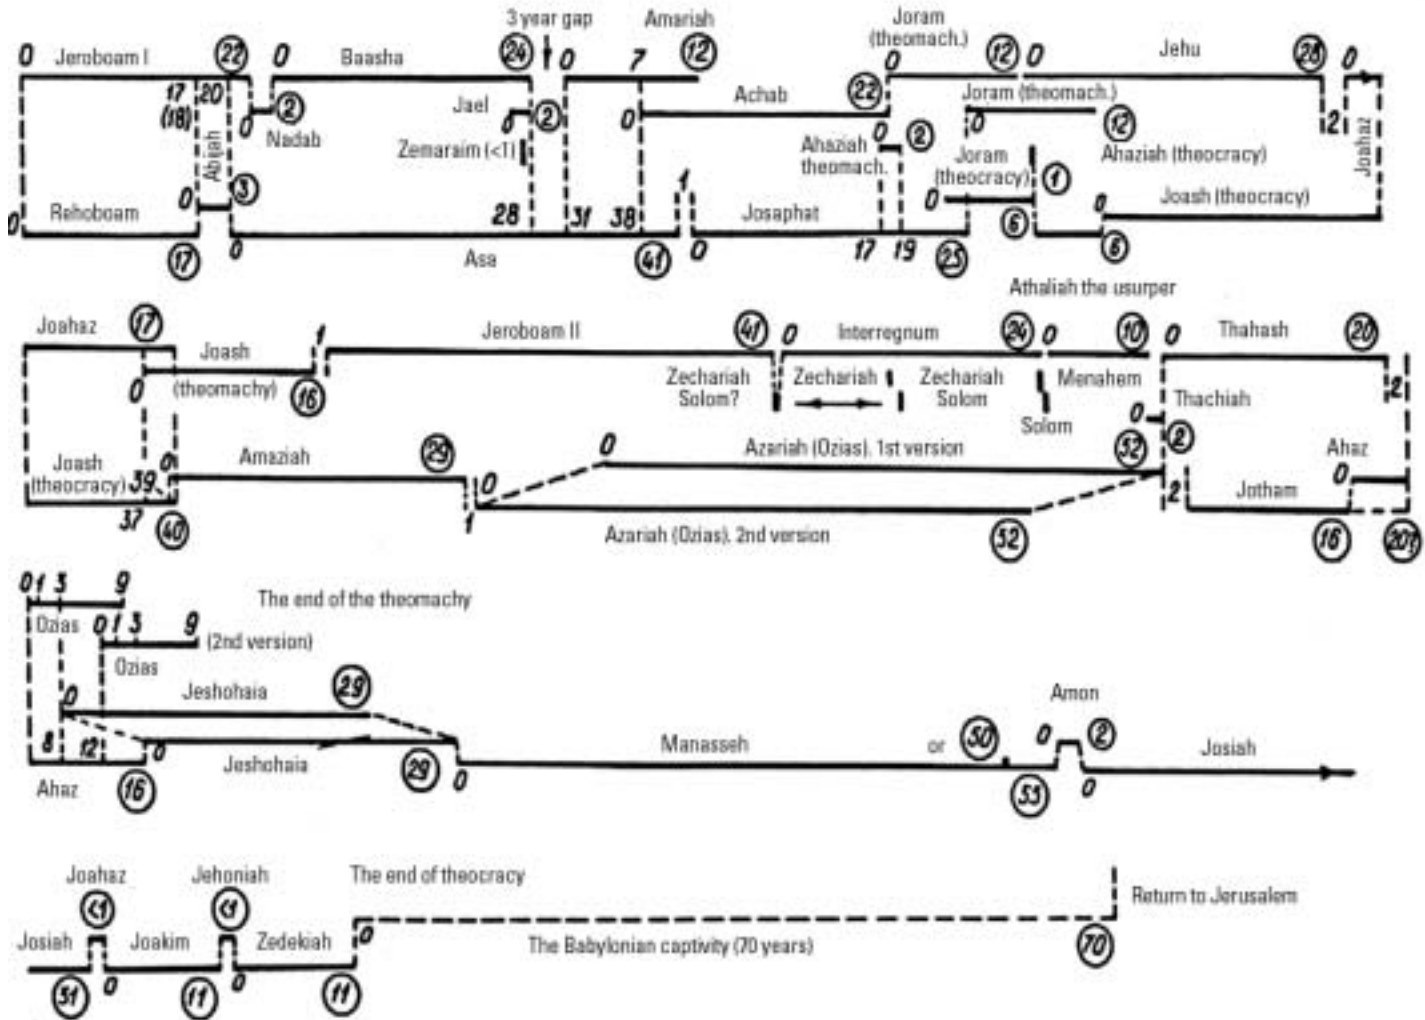 3 year gap Amariah Joram
(theomach.)
0 Jeroboam I 22 0 Baasha 24 0 7 12 0 12 0 Jehu 28 0
17 20 Jael 2 Achab 22 Joram (theomach.)
(18) 0 2 0 0 0 2 0 12 2
Nadab Zemaraim (<1) Ahaziah Joram Ahaziah (theocracy)
Abijah theomach. (theocracy) 1 Joahaz
0 3 1 0 0
0 Rehoboam 28 31 38 Josaphat 6 Joash (theocracy)
17 0 Asa 41 0 17 19 25 6
Athaliah the usurper
Joahaz 17 1 Jeroboam II 41 0 Interregnum 24 0 10 0 Thahash 20
Joash
0 (theomachy) 16 Zechariah Zechariah Zechariah Menahem 2
Solom? Solom Solom 0 Thachiah
2
Joash 0 Amaziah 29 0 0 Azariah (Ozias), 1st version 52 Ahaz
(theocracy) 39 2 Jotham 0
37 40 1 Azariah (Ozias), 2nd version 52 16 20?
0 1 3 9 The end of the theomachy
Ozias 0 1 3 9 (2nd version)
Ozias
0 Jeshohaia 29 Amon
8 12 0 Manasseh or 50 0 2 Josiah
Ahaz 16 Jeshohaia 29 0 53 0
Joahaz Jehoniah The end of theocracy
<1 <1 Return to Jerusalem
Josiah Joakim Zedekiah 0 The Babylonian captivity (70 years) 70
31 0 11 0 11